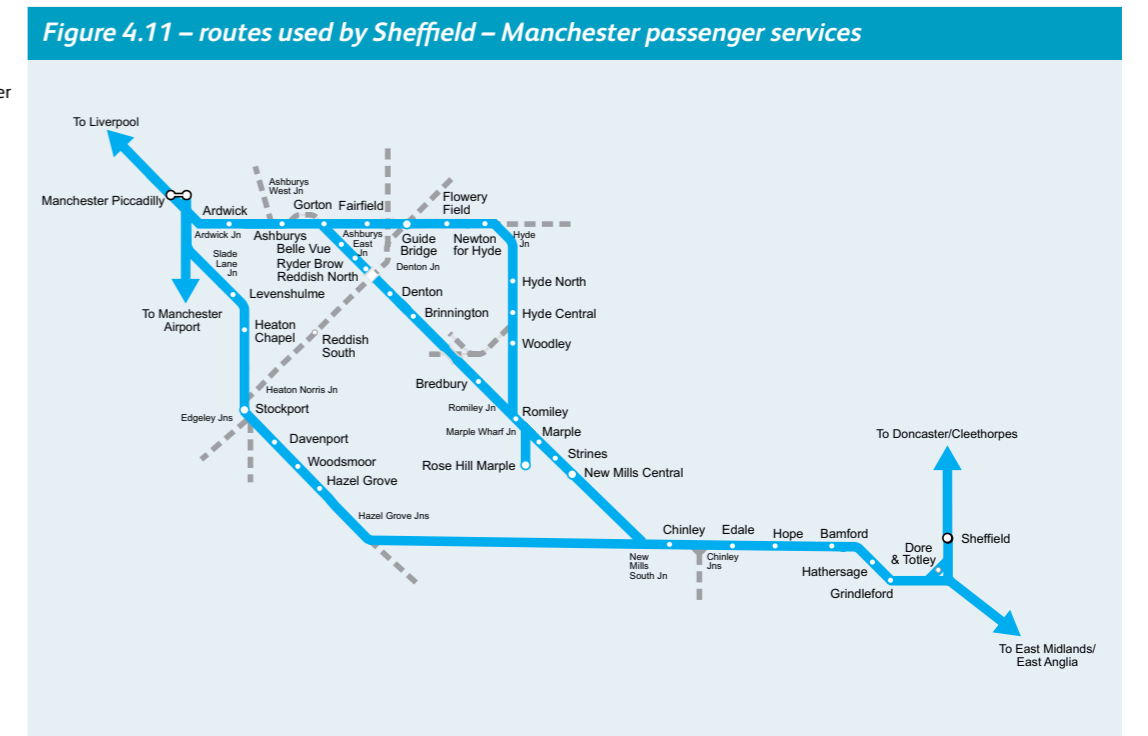 Figure 4.11 – routes used by Sheffield – Manchester passenger services
er
To Liverpool
Manchester Piccadilly
Ardwick
Ardwick Jn
Ashburys
West Jn
Ashburys
Gorton
Fairfield
Ashburys
East
Jn
Belle Vue
Ryder Brow
Reddish North
Guide
Bridge
Denton Jn
Flowery
Field
Newton
for Hyde
Hyde
Jn
Hyde North
Hyde Central
Woodley
Slade
Lane
Jn
Levenshulme
To Manchester
Airport
Heaton
Chapel
Reddish
South
Denton
Brinnington
Bredbury
Heaton Norris Jn
Edgeley Jns
Stockport
Davenport
Woodsmoor
Hazel Grove
Hazel Grove Jns
Romiley Jn
Romiley
Marple Wharf Jn
Marple
Rose Hill Marple
Strines
New Mills Central
New
Mills
South Jn
Chinley
Chinley
Jns
Edale
Hope
Bamford
Hathersage
Grindleford
Dore
& Totley
Sheffield
To Doncaster/Cleethorpes
To East Midlands/
East Anglia